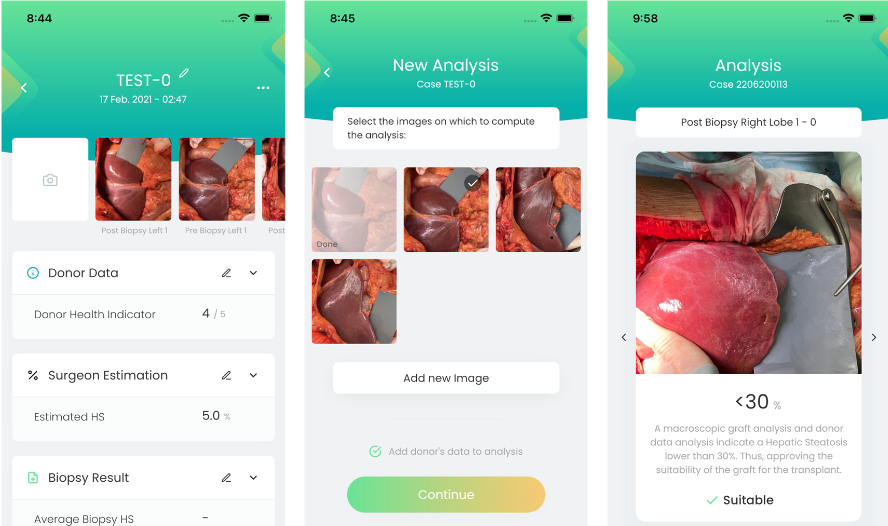 8:44
TEST-0
17 Feb. 2021 - 02:47
Post Biopsy Left 1
Pre Biopsy Left 1
Post
Donor Data
Donor Health Indicator
4 / 5
Surgeon Estimation
Estimated HS
5.0 %
Biopsy Result
Average Biopsy HS
-
8:45
New Analysis
Case TEST-0
Select the images on which to compute
the analysis:
Done
Add new Image
Add donor's data to analysis
Continue
9:58
Analysis
Case 2206200113
Post Biopsy Right Lobe 1 - 0
<30 %
A macroscopic graft analysis and donor
data analysis indicate a Hepatic Steatosis
lower than 30%. Thus, approving the
suitability of the graft for the transplant.
Suitable